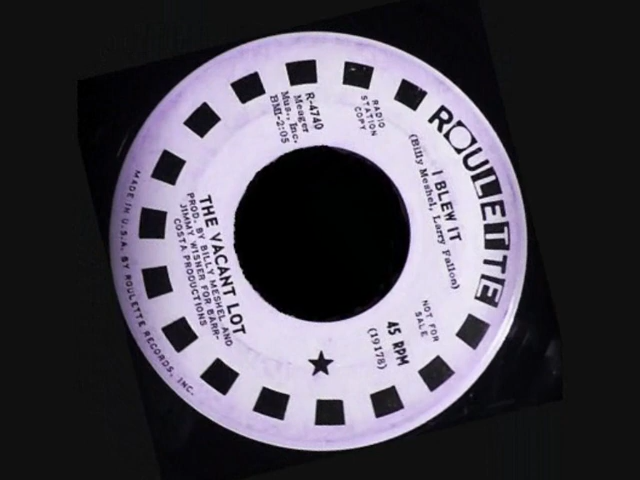 ROULETTE
I BLEW IT
(Billy Meshel, Larry Fallon)
RADIO
STATION
COPY
NOT FOR
SALE
R-4740
Meager
Mus., Inc.
BMI-2:05
45 RPM
(19178)
THE VACANT LOT
PROD. BY BILLY MESHEL AND
JIMMY WISNER FOR BARR-
COSTA PRODUCTIONS
MADE IN U.S.A. BY ROULETTE RECORDS, INC.